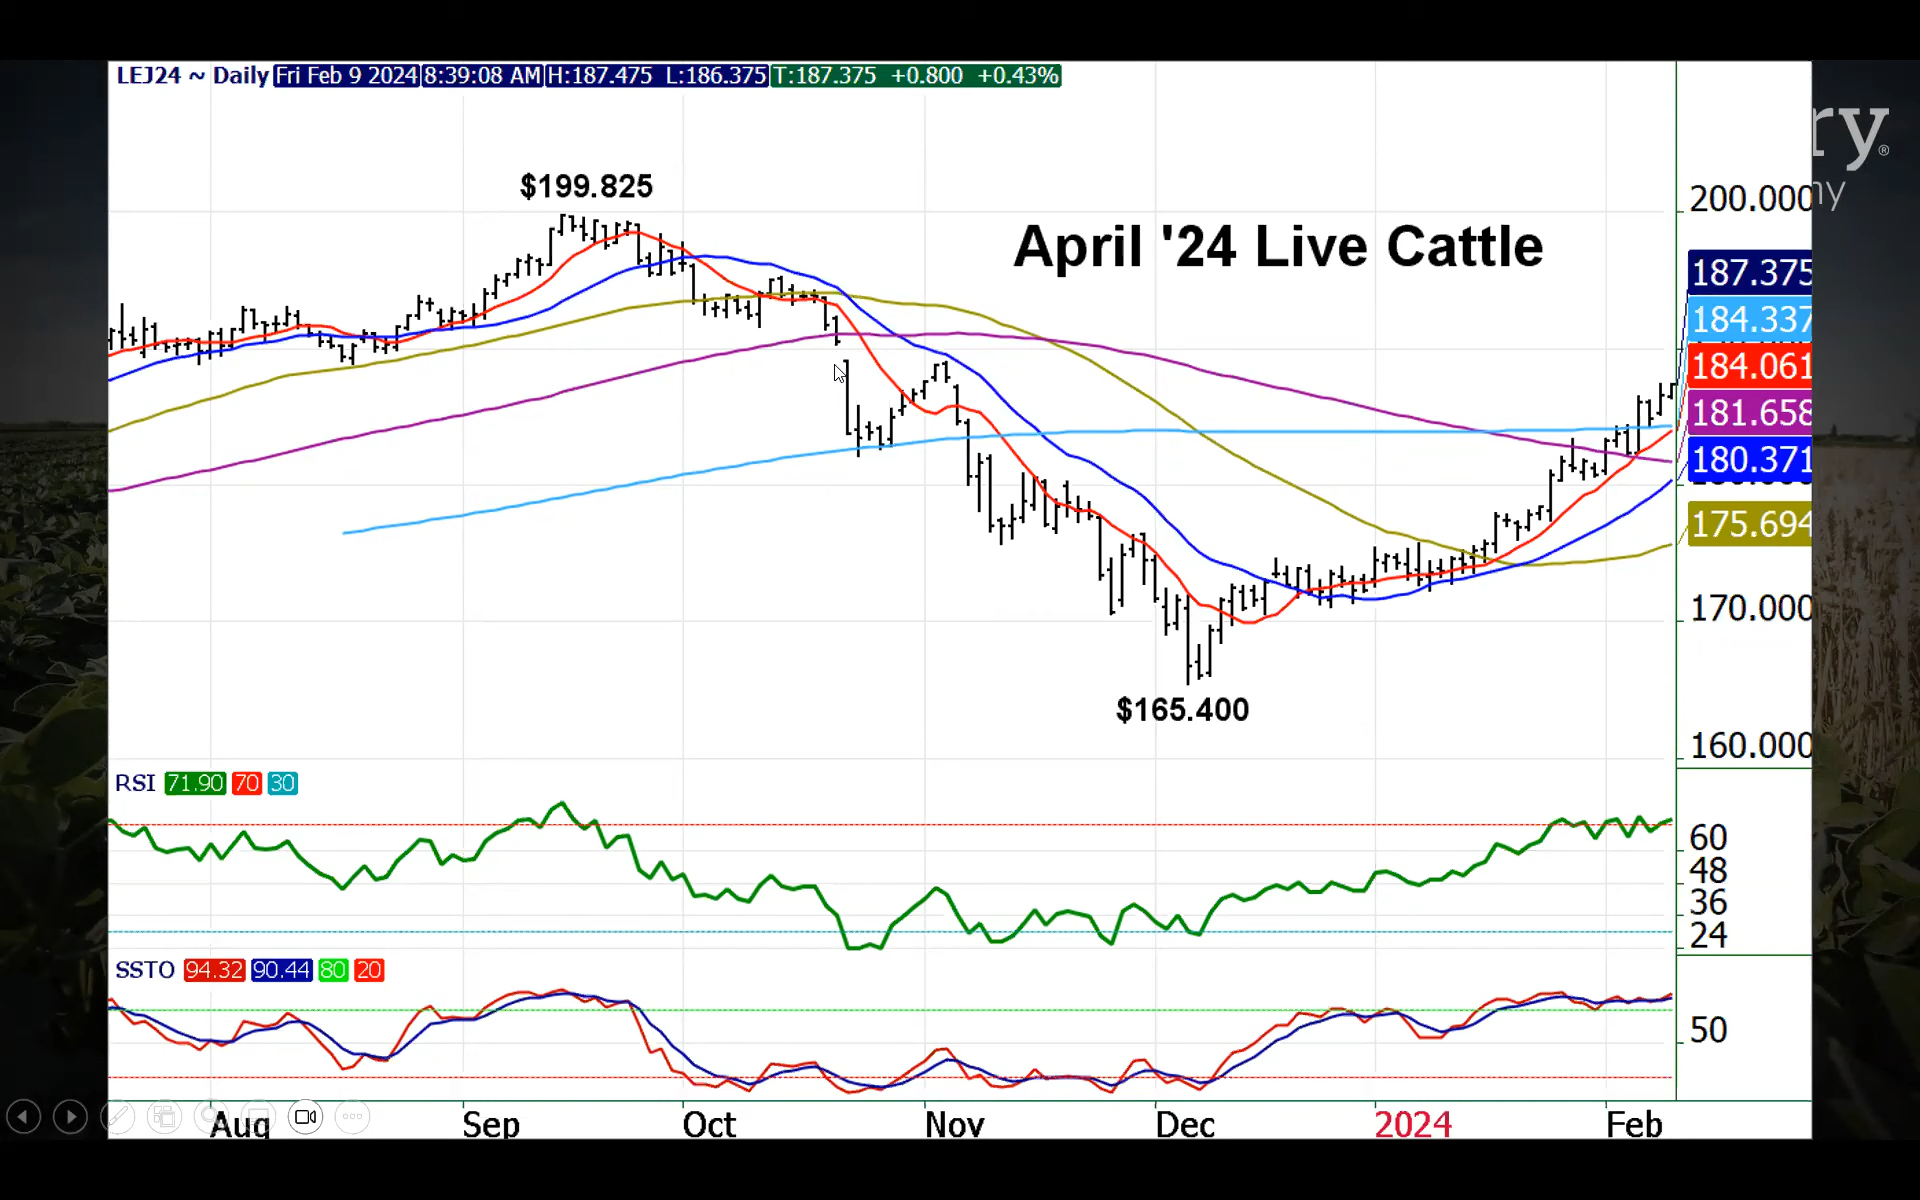 LEJ24 ~ Daily Fri Feb 9 2024 8:39:08 AM H:187.475 L:186.375 T:187.375 +0.800 +0.43%
ry®
my
$199.825
April '24 Live Cattle
200.000
187.375
184.337
184.061
181.658
180.371
175.694
170.000
$165.400
160.000
RSI 71.90 70 30
60
48
36
24
SSTO 94.32 90.44 80 20
50
Aug Sep Oct Nov Dec 2024 Feb